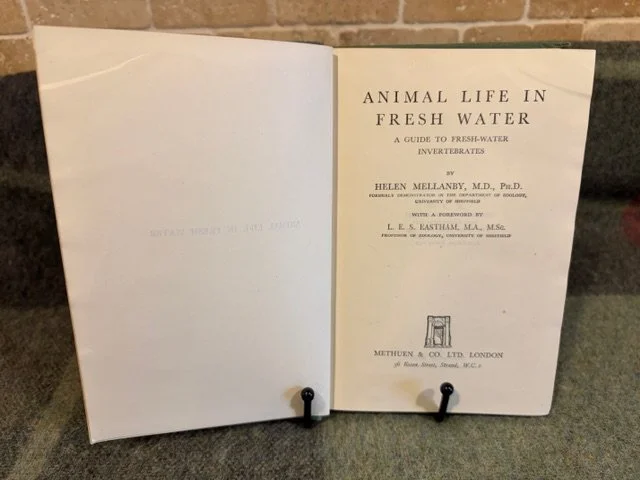 ANIMAL LIFE IN
FRESH WATER
A GUIDE TO FRESH-WATER
INVERTEBRATES
BY
HELEN MELLANBY, M.D., PH.D.
FORMERLY DEMONSTRATOR IN THE DEPARTMENT OF ZOOLOGY,
UNIVERSITY OF SHEFFIELD
WITH A FOREWORD BY
L. E. S. EASTHAM, M.A., M.Sc.
PROFESSOR OF ZOOLOGY, UNIVERSITY OF SHEFFIELD
METHUEN & CO. LTD. LONDON
36 Essex Street, Strand, W.C.2